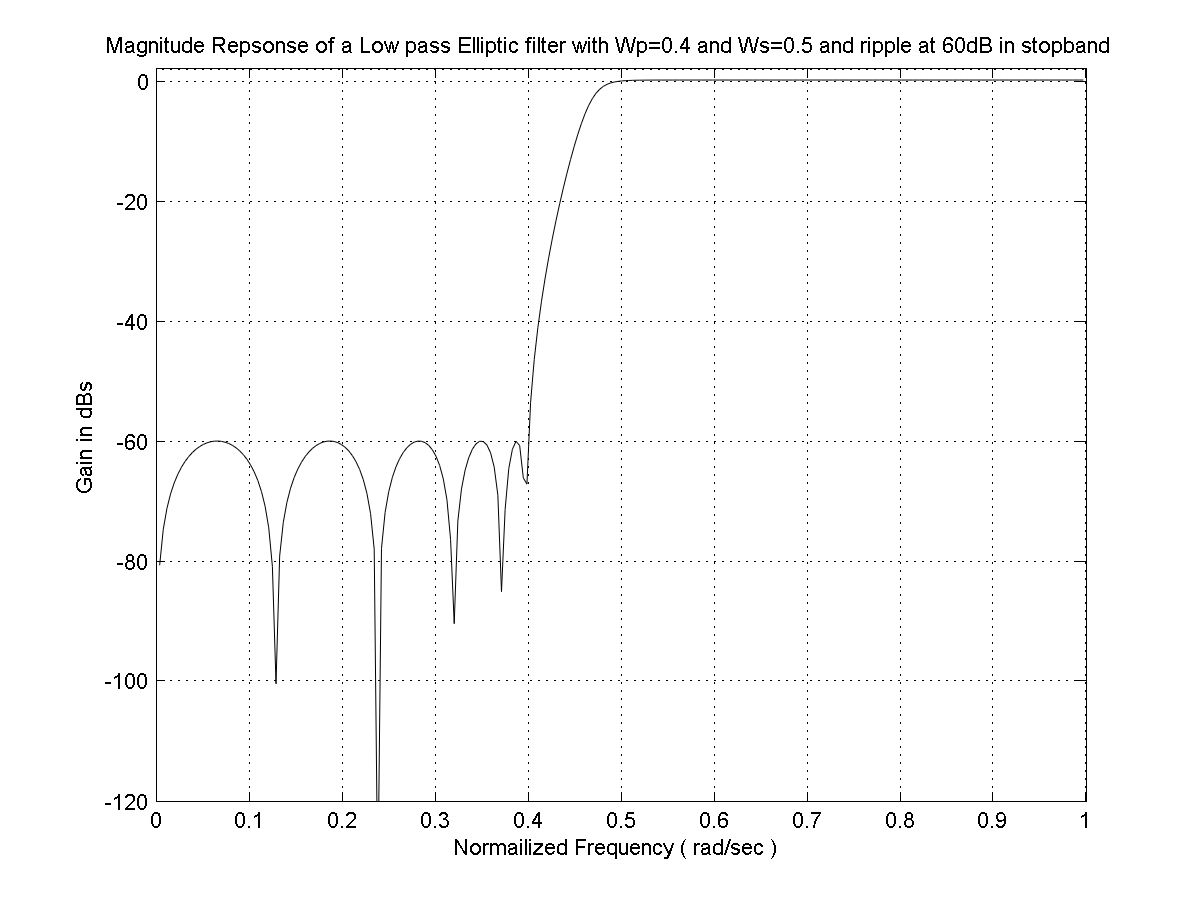 Magnitude Repsonse of a Low pass Elliptic filter with Wp=0.4 and Ws=0.5 and ripple at 60dB in stopband
0
-20
-40
-60
-80
-100
-120
Gain in dBs
0 0.1 0.2 0.3 0.4 0.5 0.6 0.7 0.8 0.9 1
Normailized Frequency ( rad/sec )